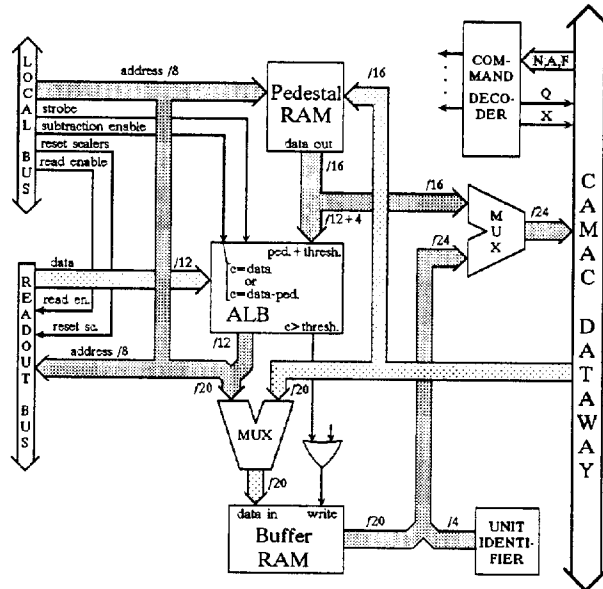 LOCAL BUS
address /8
strobe
subtraction enable
reset scalers
read enable
Pedestal
RAM
data out
/16
/16
/12+4
/16
COM-
MAND
DECO-
DER
N,A,F
Q
X
CAMAC DATAWAY
MUX
/24
/24
READOUT BUS
data
/12
read en.
reset sc.
address /8
ped.+thresh.
c=data
or
c=data-ped.
ALB
c>thresh.
/12
/20
/20
MUX
/20
data in
write
Buffer
RAM
/20
/4
UNIT
IDENTI-
FIER